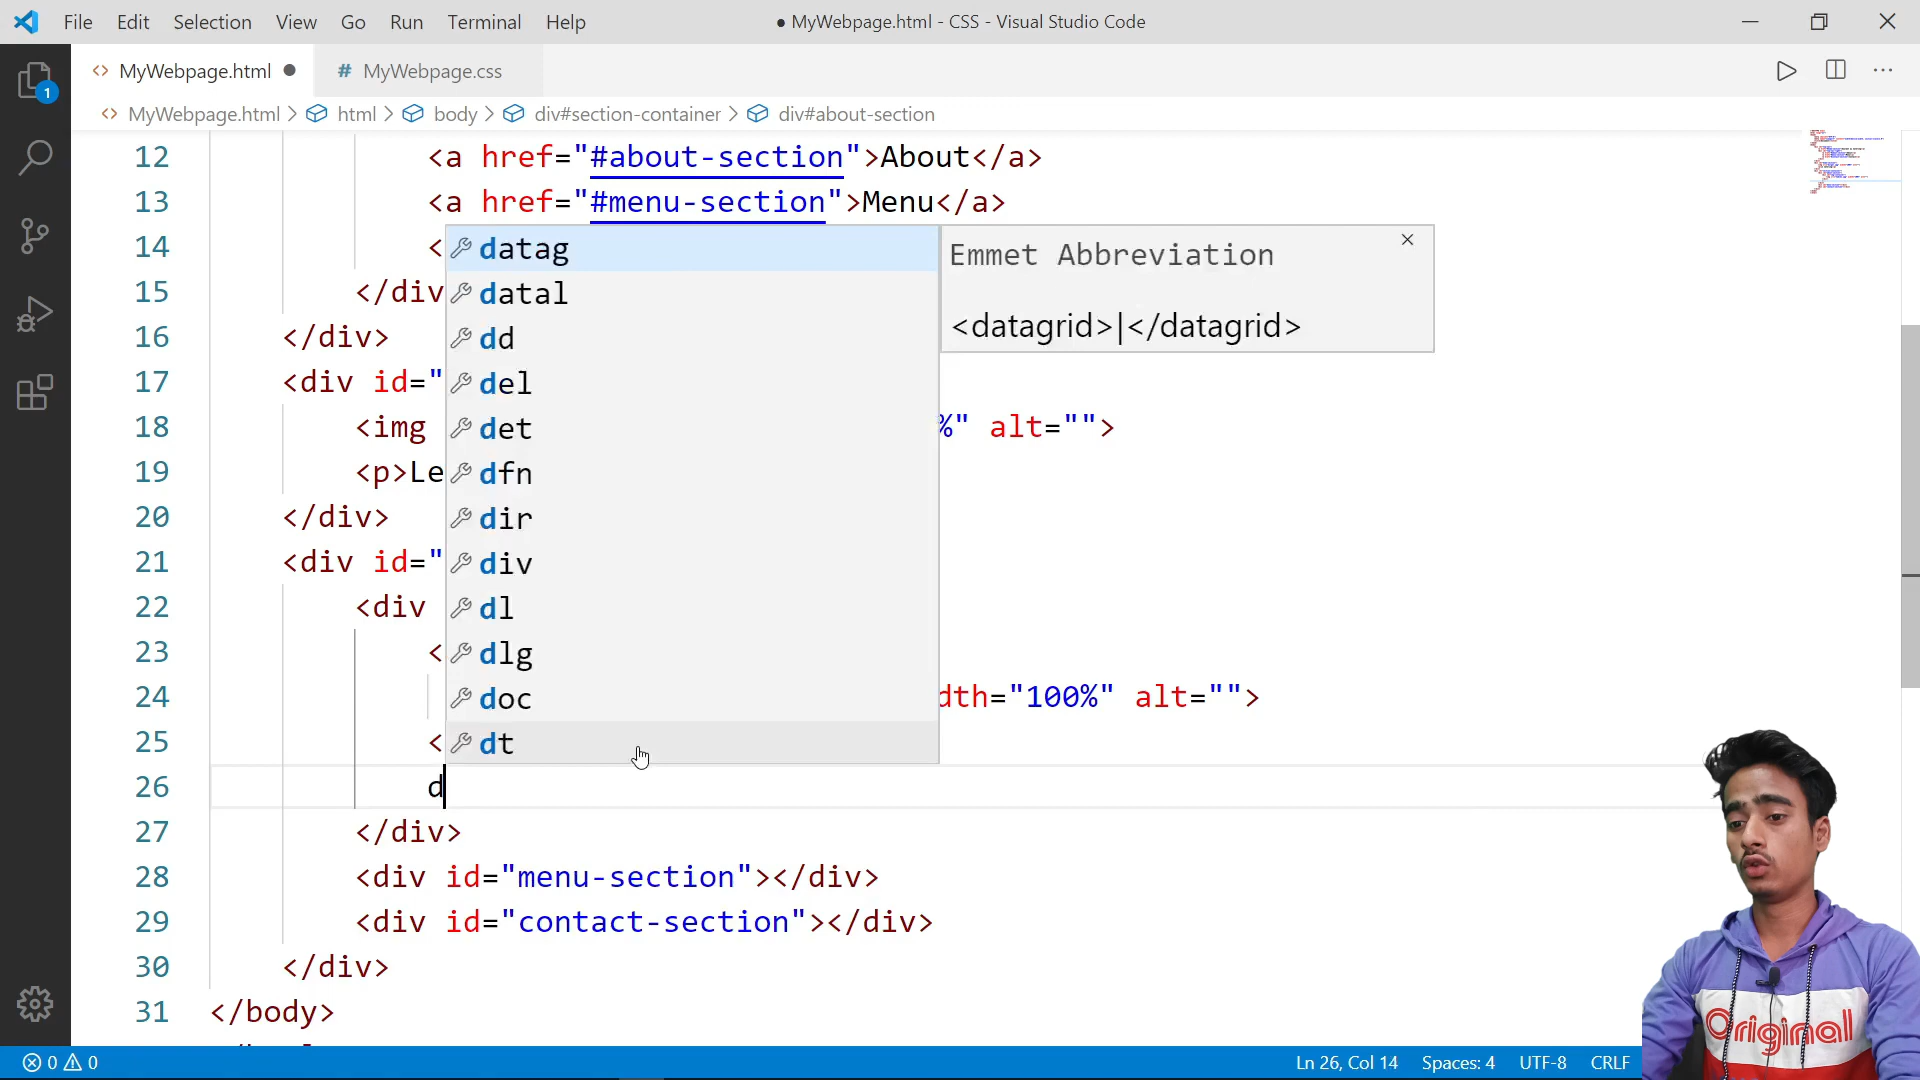 File Edit Selection View Go Run Terminal Help
● MyWebpage.html - CSS - Visual Studio Code
1
<> MyWebpage.html ●
# MyWebpage.css
<> MyWebpage.html > html > body > div#section-container > div#about-section
12 <a href="#about-section">About</a>
13 <a href="#menu-section">Menu</a>
14 <
15 </div
16 </div>
17 <div id="
18 <img %" alt="">
19 <p>Le
20 </div>
21 <div id="
22 <div
23 <
24 dth="100%" alt="">
25 <
26 d
27 </div>
28 <div id="menu-section"></div>
29 <div id="contact-section"></div>
30 </div>
31 </body>
datag
datal
dd
del
det
dfn
dir
div
dl
dlg
doc
dt
Emmet Abbreviation
<datagrid>|</datagrid>
Original
0 0
Ln 26, Col 14 Spaces: 4 UTF-8 CRLF